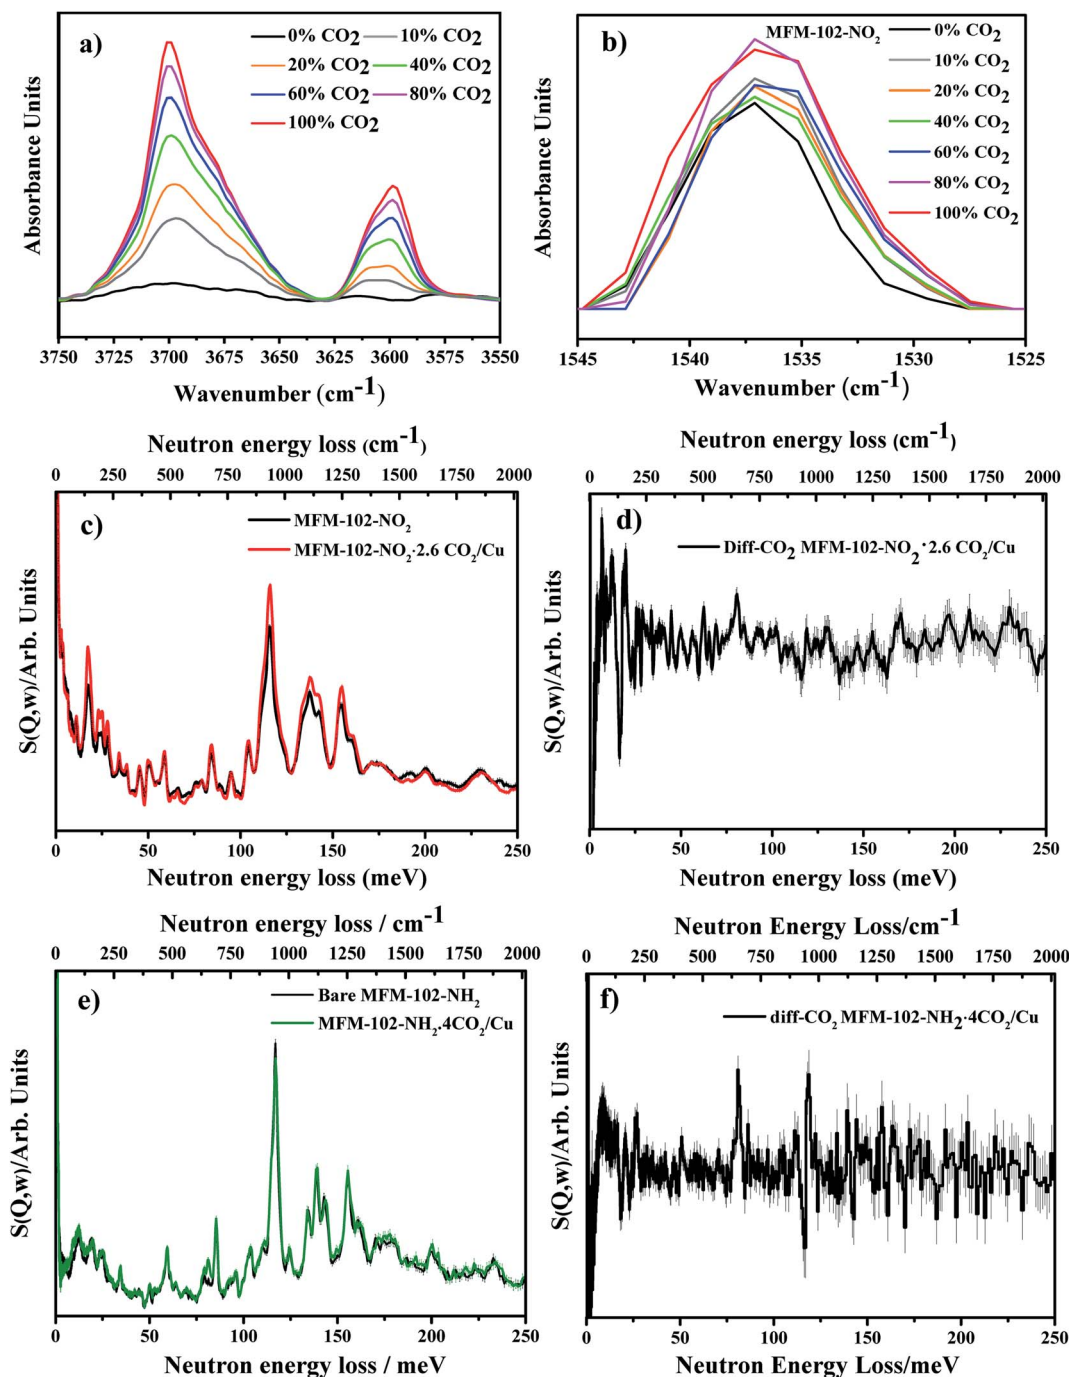 a)
0% CO2
10% CO2
20% CO2
40% CO2
60% CO2
80% CO2
100% CO2
Absorbance Units
3750 3725 3700 3675 3650 3625 3600 3575 3550
Wavenumber (cm-1)
b)
MFM-102-NO2
0% CO2
10% CO2
20% CO2
40% CO2
60% CO2
80% CO2
100% CO2
Absorbance Units
1545 1540 1535 1530 1525
Wavenumber (cm-1)
Neutron energy loss (cm-1)
0 250 500 750 1000 1250 1500 1750 2000
c)
MFM-102-NO2
MFM-102-NO2·2.6 CO2/Cu
S(Q,w)/Arb. Units
0 50 100 150 200 250
Neutron energy loss (meV)
Neutron energy loss (cm-1)
0 250 500 750 1000 1250 1500 1750 2000
d)
Diff-CO2 MFM-102-NO2·2.6 CO2/Cu
S(Q,w)/Arb. Units
0 50 100 150 200 250
Neutron energy loss (meV)
Neutron energy loss / cm-1
0 250 500 750 1000 1250 1500 1750 2000
e)
Bare MFM-102-NH2
MFM-102-NH2.4CO2/Cu
S(Q,w)/Arb. Units
0 50 100 150 200 250
Neutron energy loss / meV
Neutron Energy Loss/cm-1
0 250 500 750 1000 1250 1500 1750 2000
f)
diff-CO2 MFM-102-NH2·4CO2/Cu
S(Q,w)/Arb. Units
0 50 100 150 200 250
Neutron Energy Loss/meV